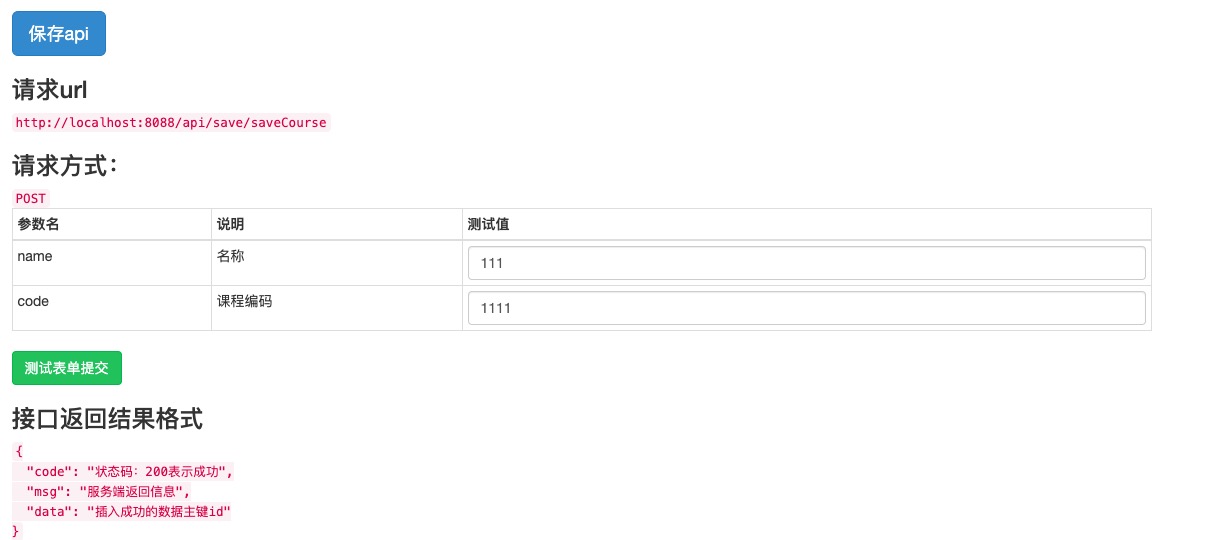 保存api
请求url
http://localhost:8088/api/save/saveCourse
请求方式：
POST
参数名 说明 测试值
name 名称 111
code 课程编码 1111
测试表单提交
接口返回结果格式
{
"code": "状态码：200表示成功",
"msg": "服务端返回信息",
"data": "插入成功的数据主键id"
}